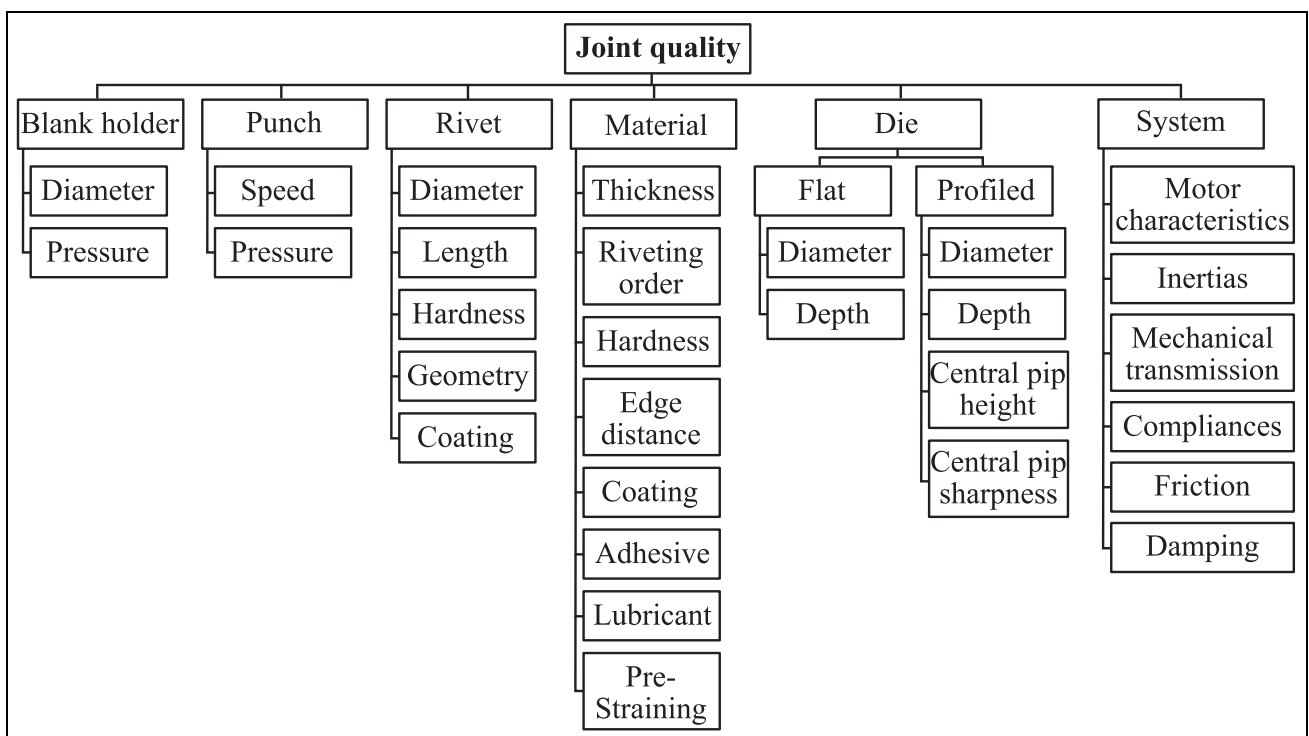 Joint quality
Blank holder
Diameter
Pressure
Punch
Speed
Pressure
Rivet
Diameter
Length
Hardness
Geometry
Coating
Material
Thickness
Riveting
order
Hardness
Edge
distance
Coating
Adhesive
Lubricant
Pre-
Straining
Die
Flat
Diameter
Depth
Profiled
Diameter
Depth
Central pip
height
Central pip
sharpness
System
Motor
characteristics
Inertias
Mechanical
transmission
Compliances
Friction
Damping